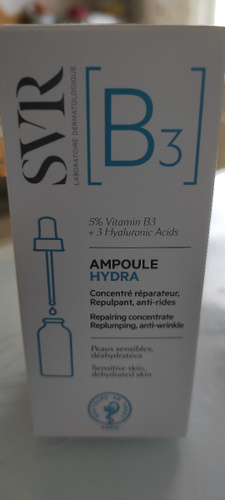 SVR
LABORATOIRE DERMATOLOGIQUE
[B3]
5% Vitamin B3
+ 3 Hyaluronic Acids
AMPOULE
HYDRA
Concentré réparateur,
Repulpant, anti-rides
Repairing concentrate
Replumping, anti-wrinkle
Peaux sensibles,
déshydratées
Sensitive skin,
dehydrated skin